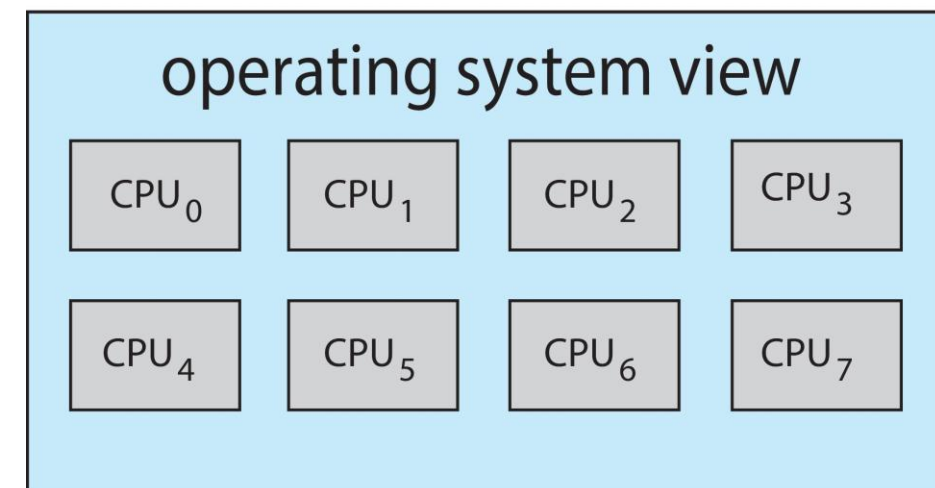 operating system view
CPU₀ CPU₁ CPU₂ CPU₃
CPU₄ CPU₅ CPU₆ CPU₇